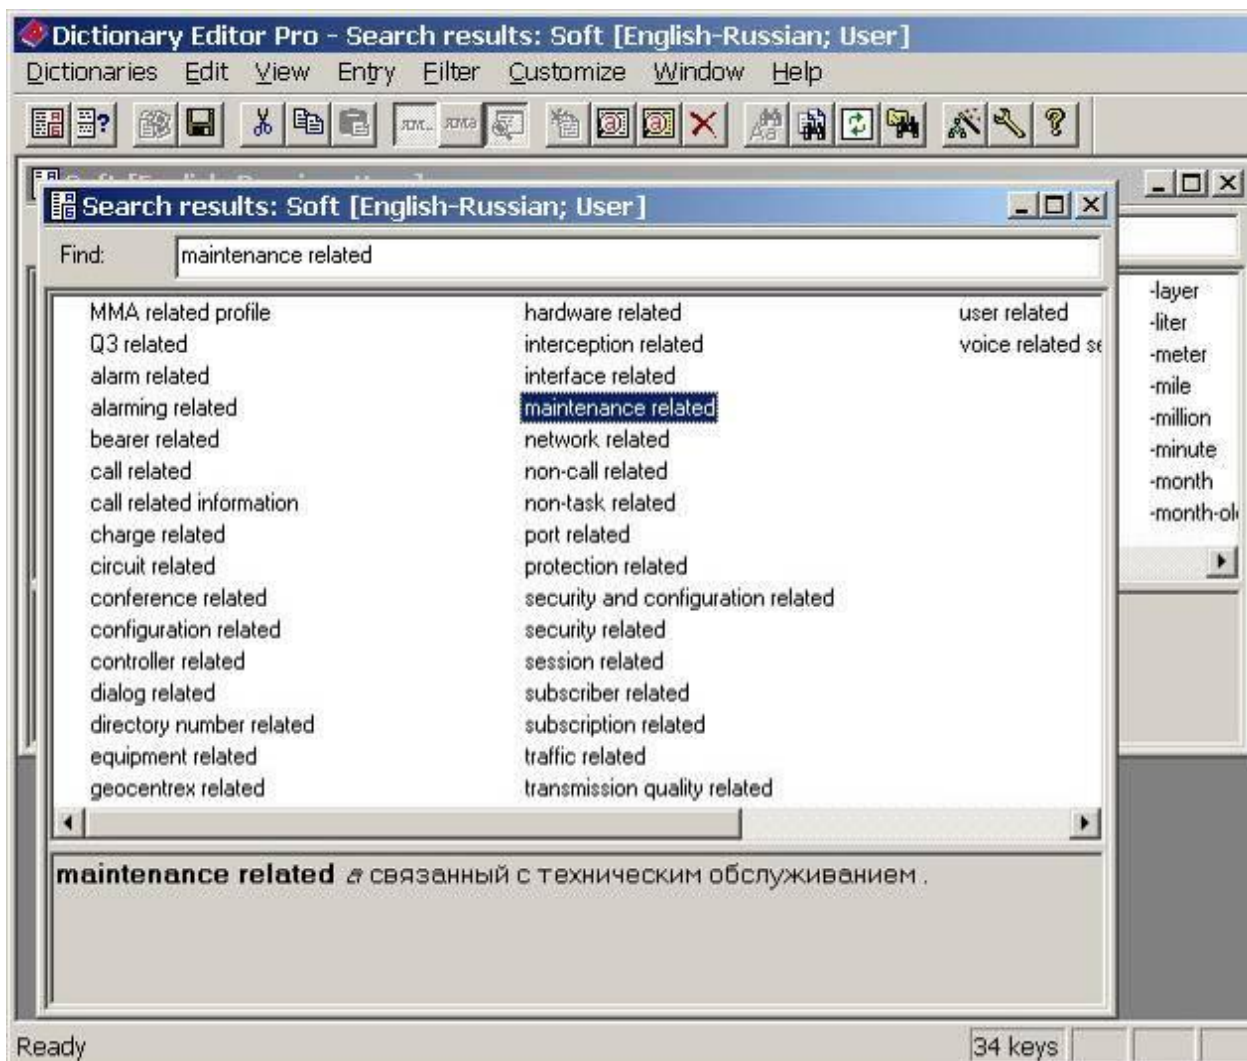 Dictionary Editor Pro - Search results: Soft [English-Russian; User]
Dictionaries Edit View Entry Filter Customize Window Help
Search results: Soft [English-Russian; User]
Find: maintenance related
MMA related profile
Q3 related
alarm related
alarming related
bearer related
call related
call related information
charge related
circuit related
conference related
configuration related
controller related
dialog related
directory number related
equipment related
geocentrex related
hardware related
interception related
interface related
maintenance related
network related
non-call related
non-task related
port related
protection related
security and configuration related
security related
session related
subscriber related
subscription related
traffic related
transmission quality related
user related
voice related
-layer
-liter
-meter
-mile
-million
-minute
-month
maintenance related a связанный с техническим обслуживанием .
Ready
34 keys